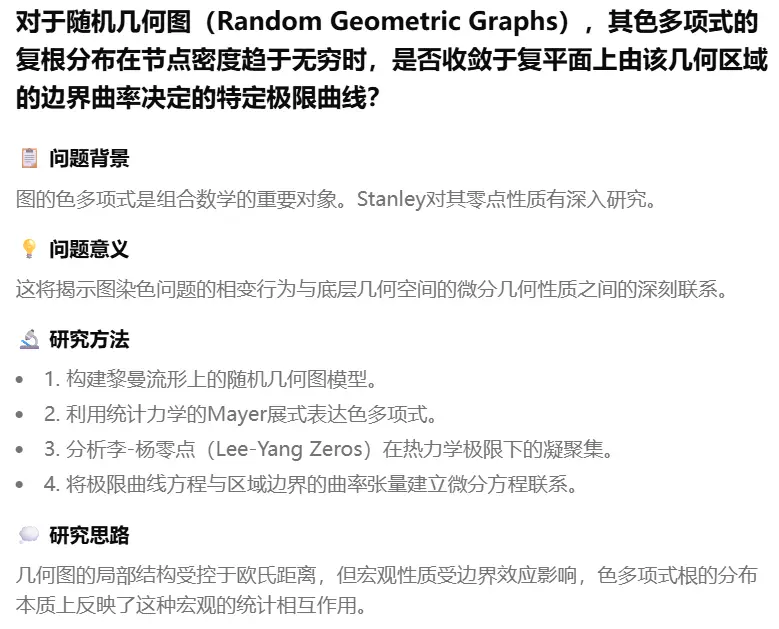 对于随机几何图（Random Geometric Graphs），其色多项式的
复根分布在节点密度趋于无穷时，是否收敛于复平面上由该几何区域
的边界曲率决定的特定极限曲线？
问题背景
图的色多项式是组合数学的重要对象。Stanley对其零点性质有深入研究。
问题意义
这将揭示图染色问题的相变行为与底层几何空间的微分几何性质之间的深刻联系。
研究方法
• 1. 构建黎曼流形上的随机几何图模型。
• 2. 利用统计力学的Mayer展式表达色多项式。
• 3. 分析李-杨零点（Lee-Yang Zeros）在热力学极限下的凝聚集。
• 4. 将极限曲线方程与区域边界的曲率张量建立微分方程联系。
研究思路
几何图的局部结构受控于欧氏距离，但宏观性质受边界效应影响，色多项式根的分布
本质上反映了这种宏观的统计相互作用。